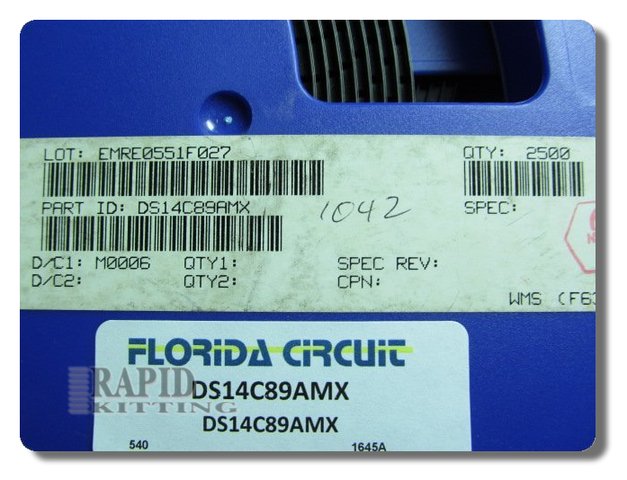 LOT: EMRE0551F027
QTY: 2500
PART ID: DS14C89AMX
1042
SPEC:
D/C1: M0006 QTY1: SPEC REV:
D/C2: QTY2: CPN:
WMS (F63
FLORIDA CIRCUIT
RAPID
KITTING
DS14C89AMX
DS14C89AMX
540 1645A